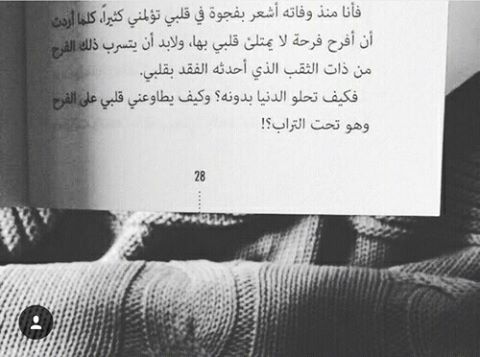 فأنا منذ وفاته أشعر بفجوة في قلبي تؤلمني كثيراً، كلما أردت
أن أفرح فرحة لا يمتلئ قلبي بها، ولابد أن يتسرب ذلك الفرح
من ذات الثقب الذي أحدثه الفقد بقلبي.
فكيف تحلو الدنيا بدونه؟ وكيف يطاوعني قلبي على الفرح
وهو تحت التراب؟!
28